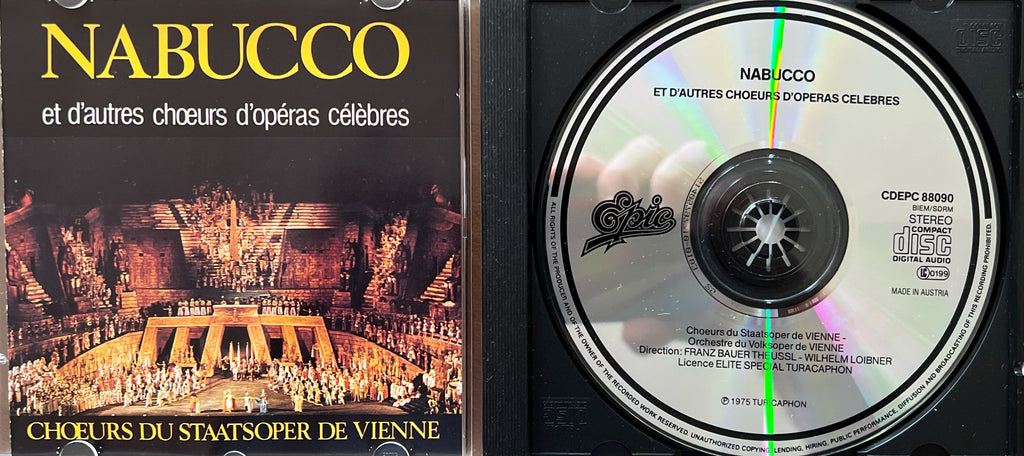 NABUCCO
et d'autres chœurs d'opéras célèbres
CHŒURS DU STAATSOPER DE VIENNE
NABUCCO
ET D'AUTRES CHOEURS D'OPERAS CELEBRES
Epic
CDEPC 88090
BIEM/SDRM
STEREO
COMPACT
disc
DIGITAL AUDIO
LC 0199
MADE IN AUSTRIA
Choeurs du Staatsoper de VIENNE -
Orchestre du Volksoper de VIENNE
Direction: FRANZ BAUER THEUSSL - WILHELM LOIBNER
Licence ELITE SPECIAL TURACAPHON
℗ 1975 TURICAPHON
ALL RIGHTS OF THE PRODUCER AND OF THE OWNER OF THE RECORDED WORK RESERVED. UNAUTHORIZED COPYING, LENDING, HIRING, PUBLIC PERFORMANCE, DIFFUSION AND BROADCASTING OF THIS RECORDING PROHIBITED.